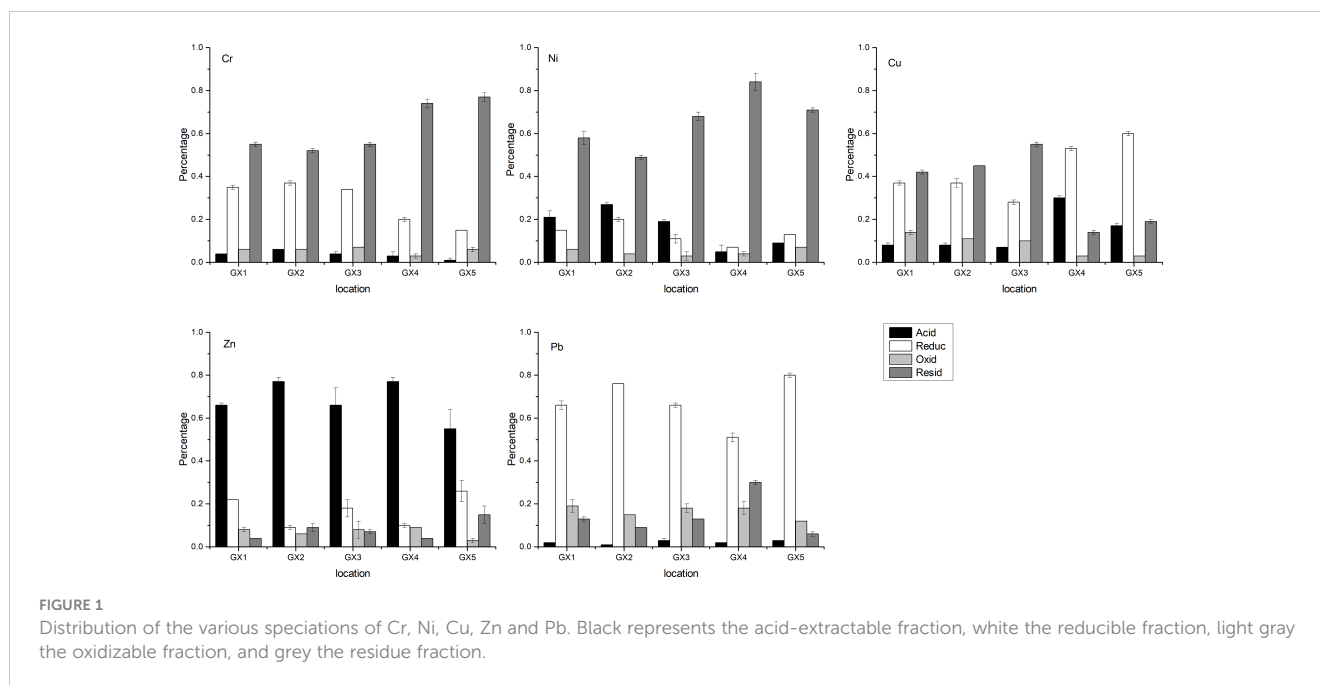 Cr
Percentage
1.0
0.8
0.6
0.4
0.2
0.0
GX1 GX2 GX3 GX4 GX5
location
Ni
Percentage
1.0
0.8
0.6
0.4
0.2
0.0
GX1 GX2 GX3 GX4 GX5
location
Cu
Percentage
1.0
0.8
0.6
0.4
0.2
0.0
GX1 GX2 GX3 GX4 GX5
location
Zn
Percentage
1.0
0.8
0.6
0.4
0.2
0.0
GX1 GX2 GX3 GX4 GX5
location
Pb
Percentage
1.0
0.8
0.6
0.4
0.2
0.0
GX1 GX2 GX3 GX4 GX5
location
Acid
Reduc
Oxid
Resid
FIGURE 1
Distribution of the various speciations of Cr, Ni, Cu, Zn and Pb. Black represents the acid-extractable fraction, white the reducible fraction, light gray
the oxidizable fraction, and grey the residue fraction.